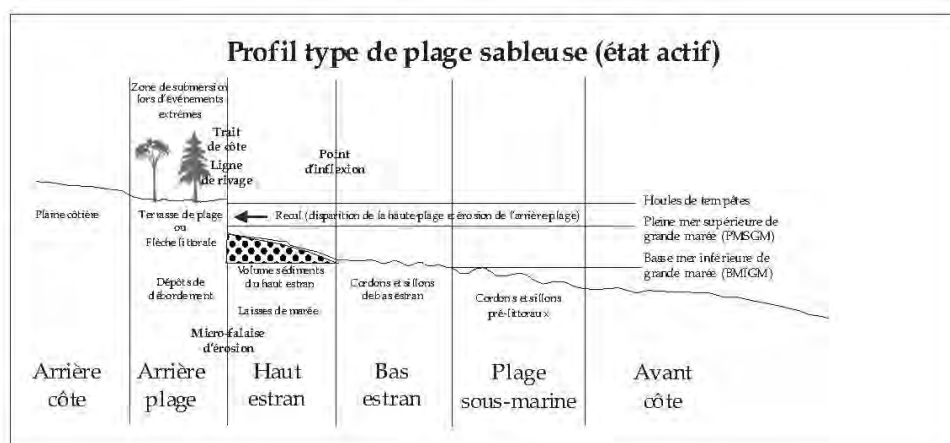 Profil type de plage sableuse (état actif)
Zone de submersion
lors d'événements
extrêmes
Trait
de côte
Ligne
de rivage
Point
d'inflexion
Houles de tempêtes
Plaine côtière
Terrasse de plage
ou
Flèche littorale
Recul (disparition de la haute-plage et érosion de l'arrière-plage)
Pleine mer supérieure de
grande marée (PMSGM)
Basse mer inférieure de
grande marée (BMIGM)
Volume sédiments
du haut estran
Cordons et sillons
de bas estran
Dépôts de
débordement
Cordons et sillons
pré-littoraux
Laisses de marée
Micro-falaise
d'érosion
Arrière
côte
Arrière
plage
Haut
estran
Bas
estran
Plage
sous-marine
Avant
côte